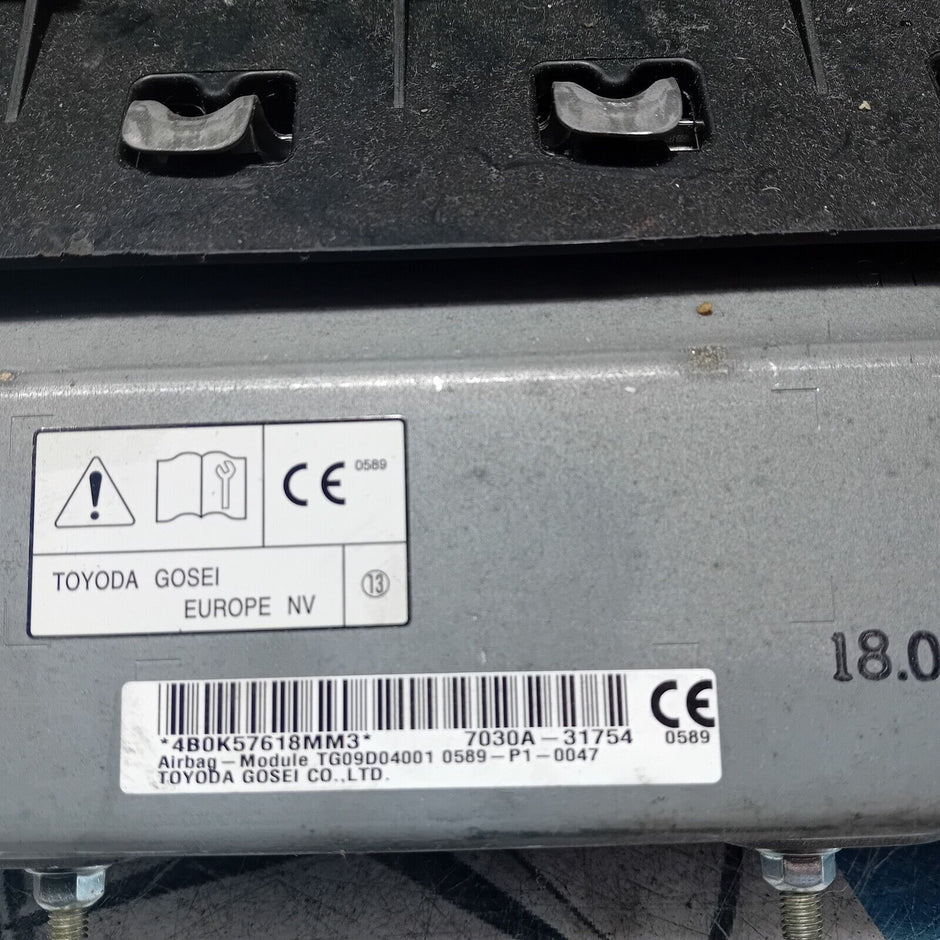 CE 0589
TOYODA GOSEI
EUROPE NV
⑬
18.0
*4B0K57618MM3* 7030A-31754
CE 0589
Airbag-Module TG09D04001 0589-P1-0047
TOYODA GOSEI CO.,LTD.